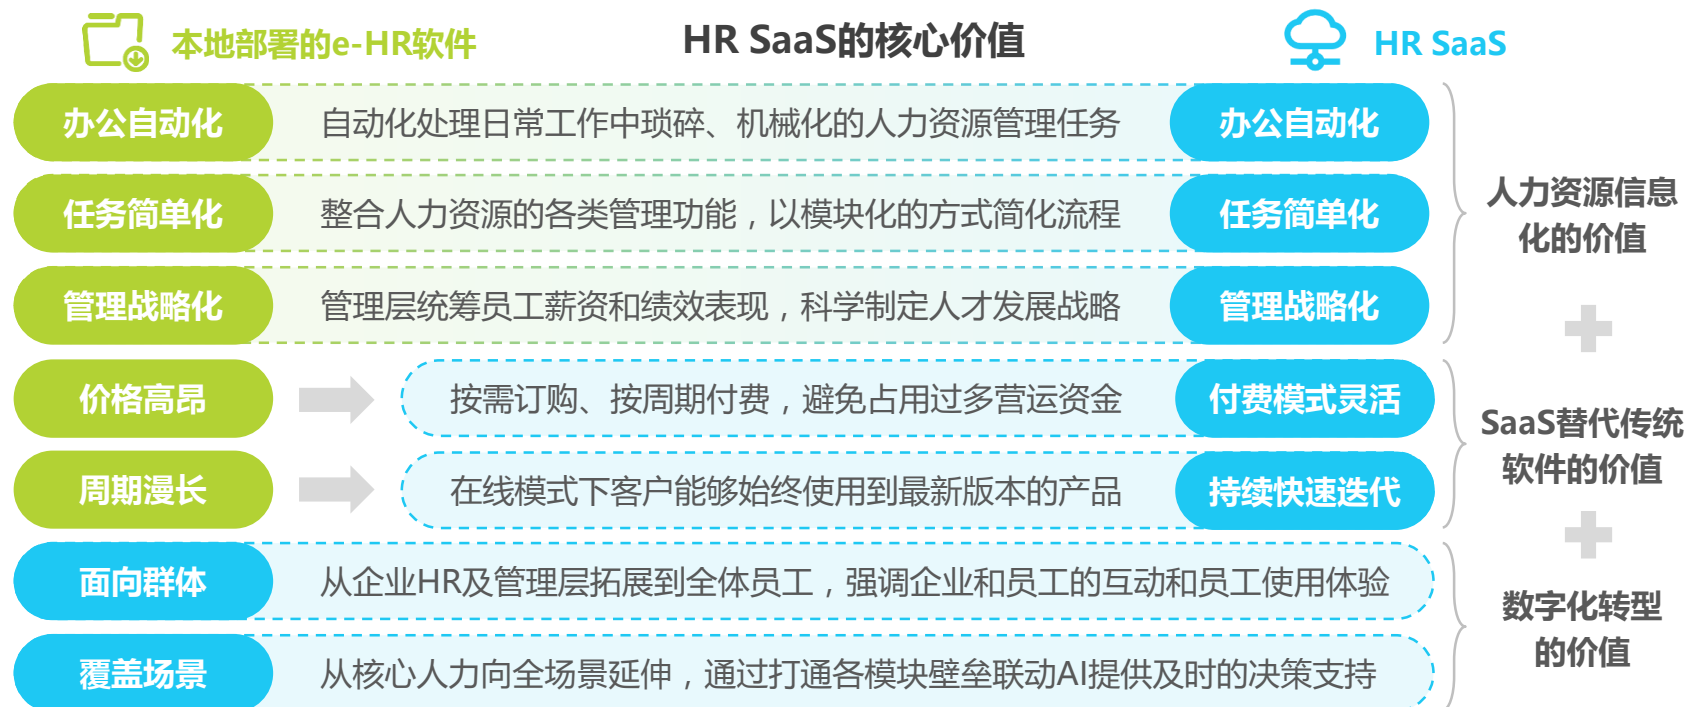 本地部署的e-HR软件
HR SaaS的核心价值
HR SaaS
办公自动化
自动化处理日常工作中琐碎、机械化的人力资源管理任务
办公自动化
任务简单化
整合人力资源的各类管理功能，以模块化的方式简化流程
任务简单化
管理战略化
管理层统筹员工薪资和绩效表现，科学制定人才发展战略
管理战略化
人力资源信息
化的价值
价格高昂
按需订购、按周期付费，避免占用过多营运资金
付费模式灵活
周期漫长
在线模式下客户能够始终使用到最新版本的产品
持续快速迭代
SaaS替代传统
软件的价值
面向群体
从企业HR及管理层拓展到全体员工，强调企业和员工的互动和员工使用体验
覆盖场景
从核心人力向全场景延伸，通过打通各模块壁垒联动AI提供及时的决策支持
数字化转型
的价值